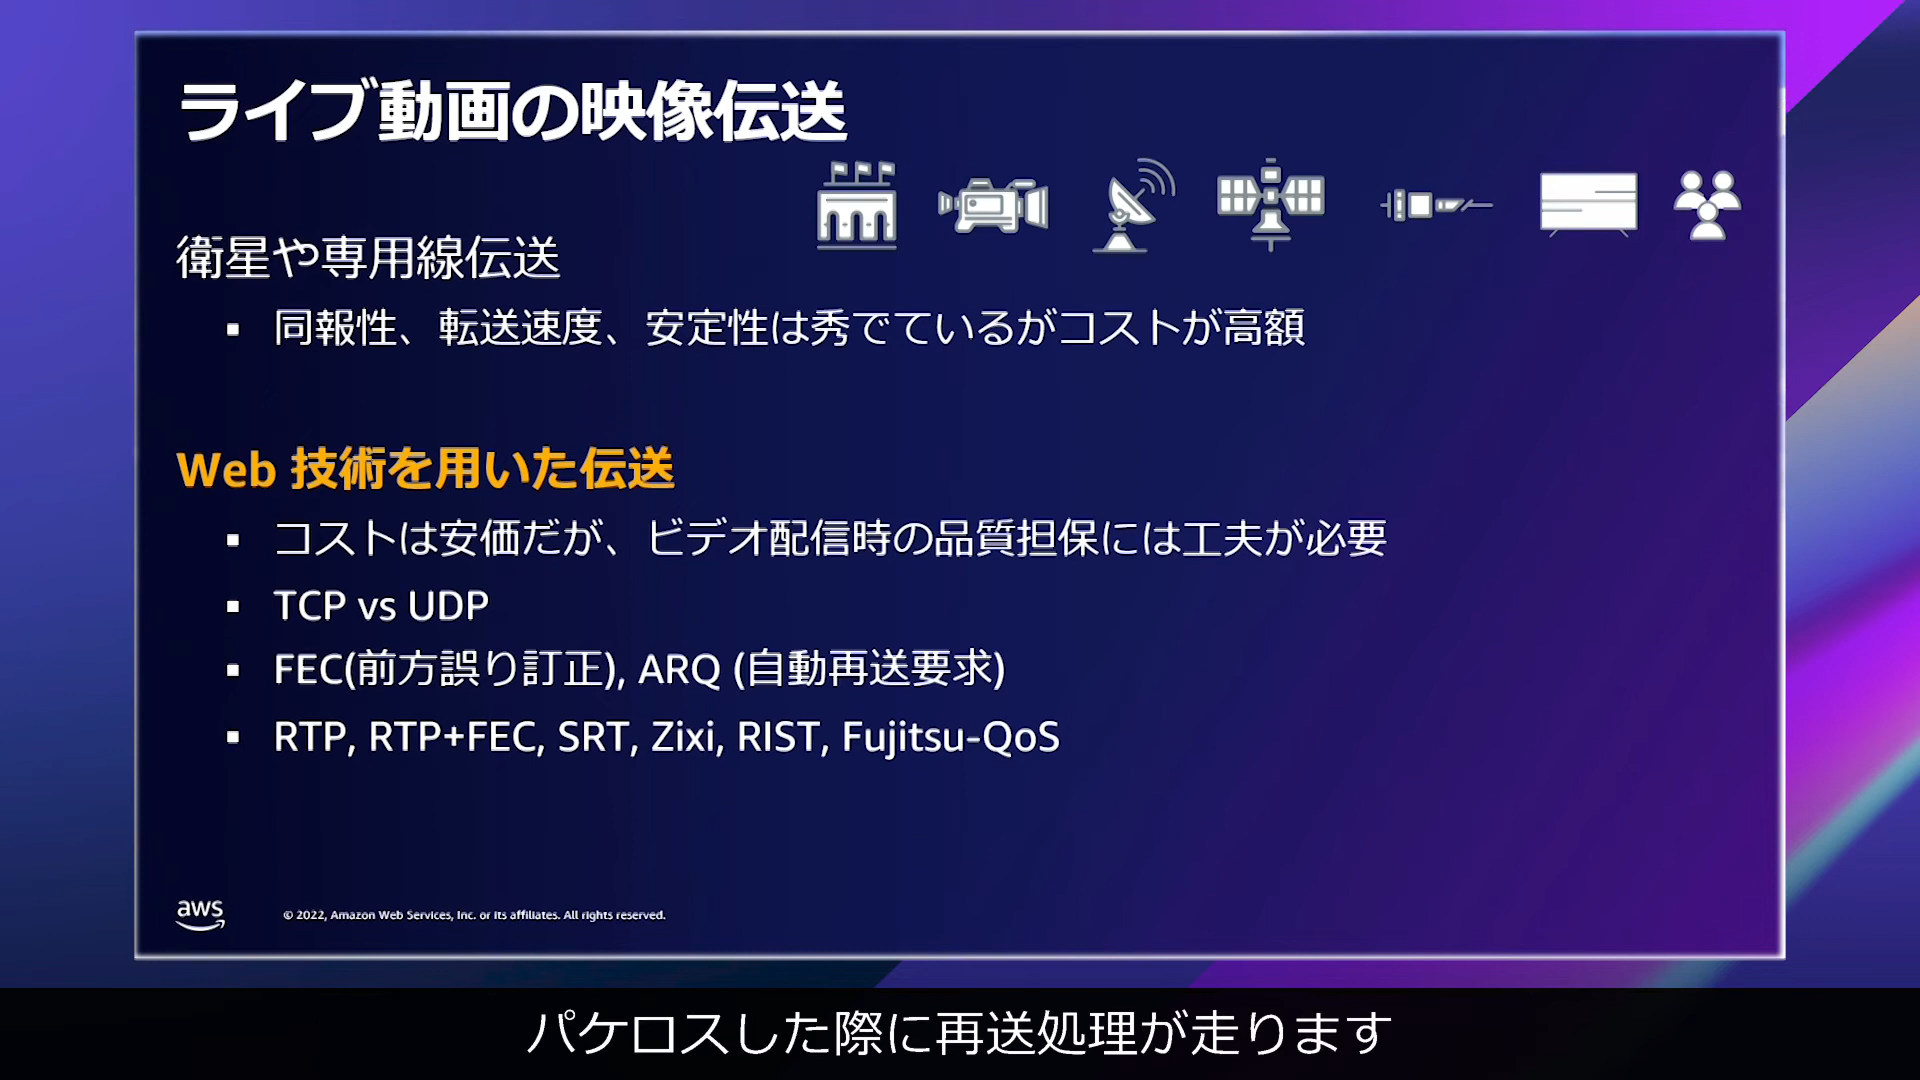 ライブ動画の映像伝送
衛星や専用線伝送
▪ 同報性、転送速度、安定性は秀でているがコストが高額
Web 技術を用いた伝送
▪ コストは安価だが、ビデオ配信時の品質担保には工夫が必要
▪ TCP vs UDP
▪ FEC(前方誤り訂正), ARQ (自動再送要求)
▪ RTP, RTP+FEC, SRT, Zixi, RIST, Fujitsu-QoS
aws
© 2022, Amazon Web Services, Inc. or its affiliates. All rights reserved.
パケロスした際に再送処理が走ります